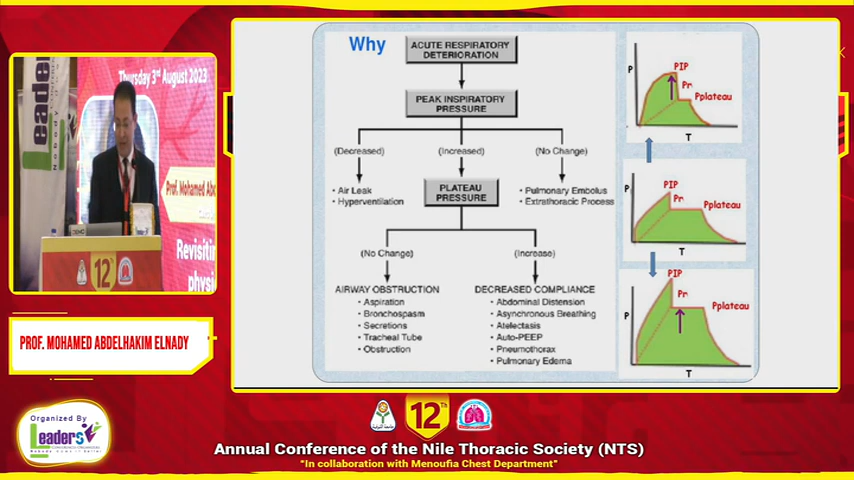 Thursday 3rd August 2023
Leader
Prof. Mohamed
Revisiti
12
TH
PROF. MOHAMED ABDELHAKIM ELNADY
Why
ACUTE RESPIRATORY
DETERIORATION
PEAK INSPIRATORY
PRESSURE
(Decreased)
(Increased)
(No Change)
• Air Leak
• Hyperventilation
PLATEAU
PRESSURE
• Pulmonary Embolus
• Extrathoracic Process
(No Change)
(Increase)
AIRWAY OBSTRUCTION
• Aspiration
• Bronchospasm
• Secretions
• Tracheal Tube
• Obstruction
DECREASED COMPLIANCE
• Abdominal Distension
• Asynchronous Breathing
• Atelectasis
• Auto-PEEP
• Pneumothorax
• Pulmonary Edema
P
PIP
Pr
Pplateau
T
P
PIP
Pr
Pplateau
T
P
PIP
Pr
Pplateau
T
Organized By
Leaders
12 TH
Annual Conference of the Nile Thoracic Society (NTS)
“In collaboration with Menoufia Chest Department”